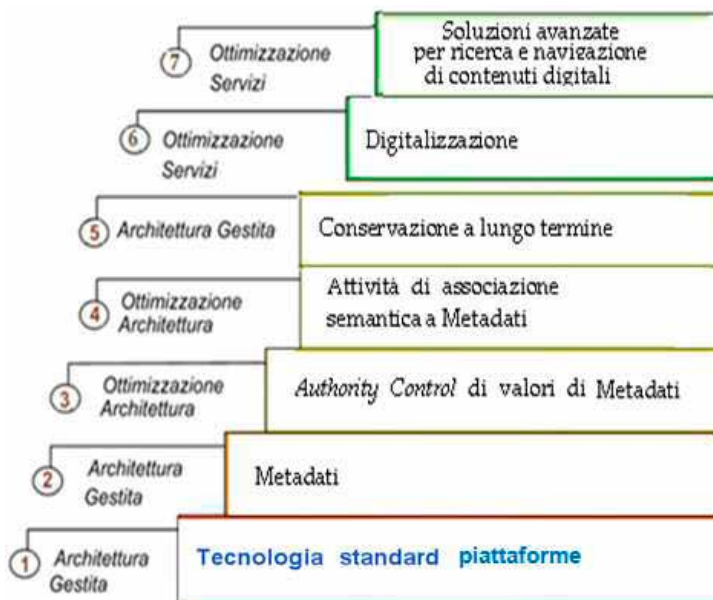 7 Ottimizzazione
Servizi
Soluzioni avanzate
per ricerca e navigazione
di contenuti digitali
6 Ottimizzazione
Servizi
Digitalizzazione
5 Architettura Gestita
Conservazione a lungo termine
4 Ottimizzazione
Architettura
Attività di associazione
semantica a Metadati
3 Ottimizzazione
Architettura
Authority Control di valori di Metadati
2 Architettura
Gestita
Metadati
1 Architettura
Gestita
Tecnologia standard piattaforme